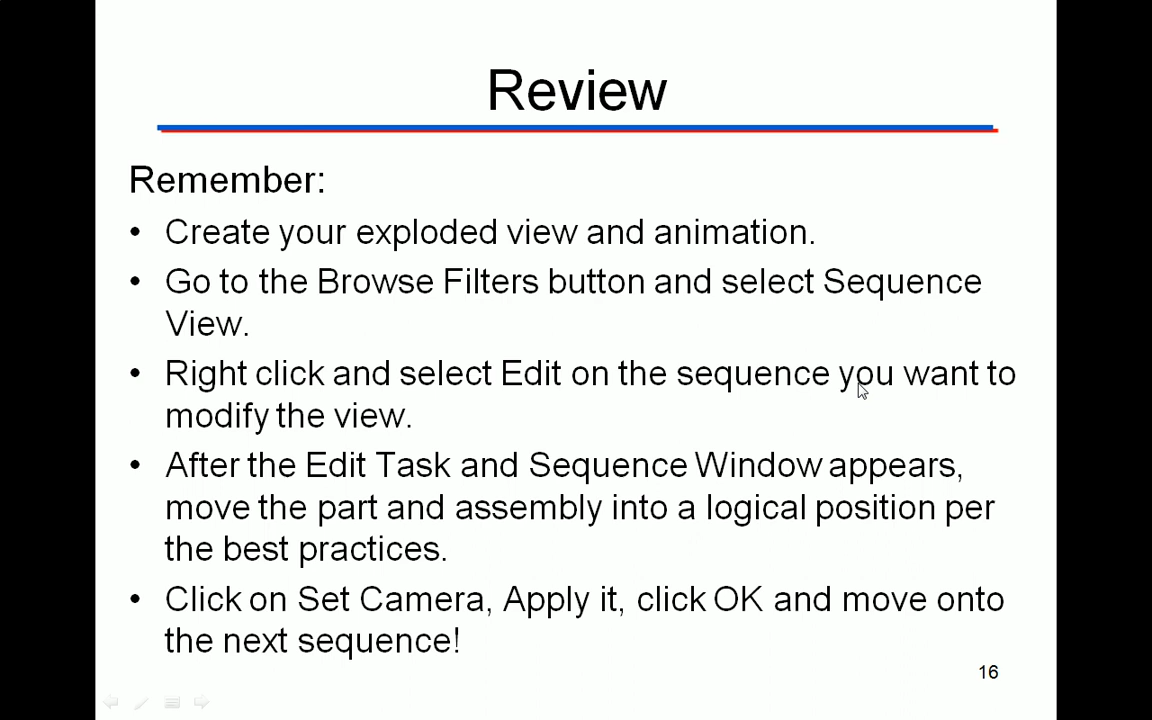 Review
Remember:
• Create your exploded view and animation.
• Go to the Browse Filters button and select Sequence
View.
• Right click and select Edit on the sequence you want to
modify the view.
• After the Edit Task and Sequence Window appears,
move the part and assembly into a logical position per
the best practices.
• Click on Set Camera, Apply it, click OK and move onto
the next sequence!
16